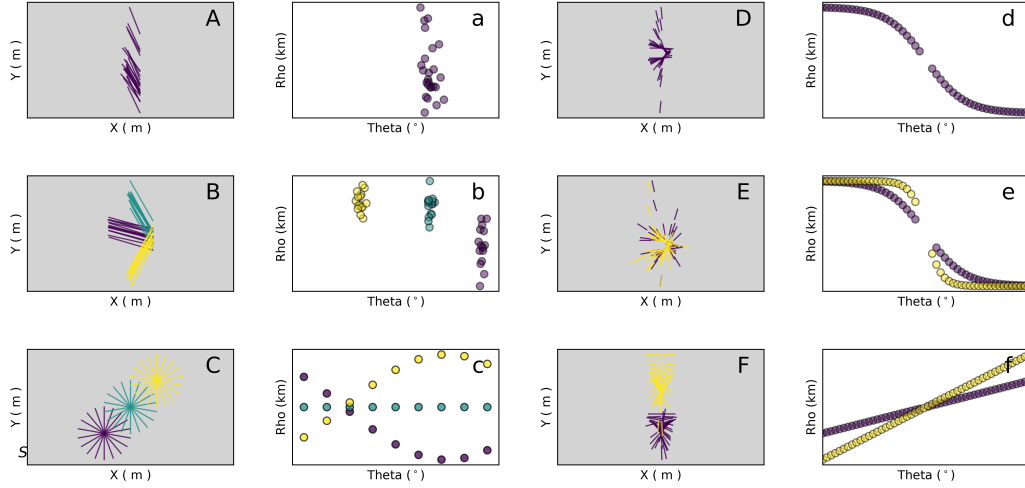 A
Y ( m )
X ( m )
a
Rho (km)
Theta (°)
D
Y ( m )
X ( m )
d
Rho (km)
Theta (°)
B
Y ( m )
X ( m )
b
Rho (km)
Theta (°)
E
Y ( m )
X ( m )
e
Rho (km)
Theta (°)
C
Y ( m )
X ( m )
S
c
Rho (km)
Theta (°)
F
Y ( m )
X ( m )
f
Rho (km)
Theta (°)